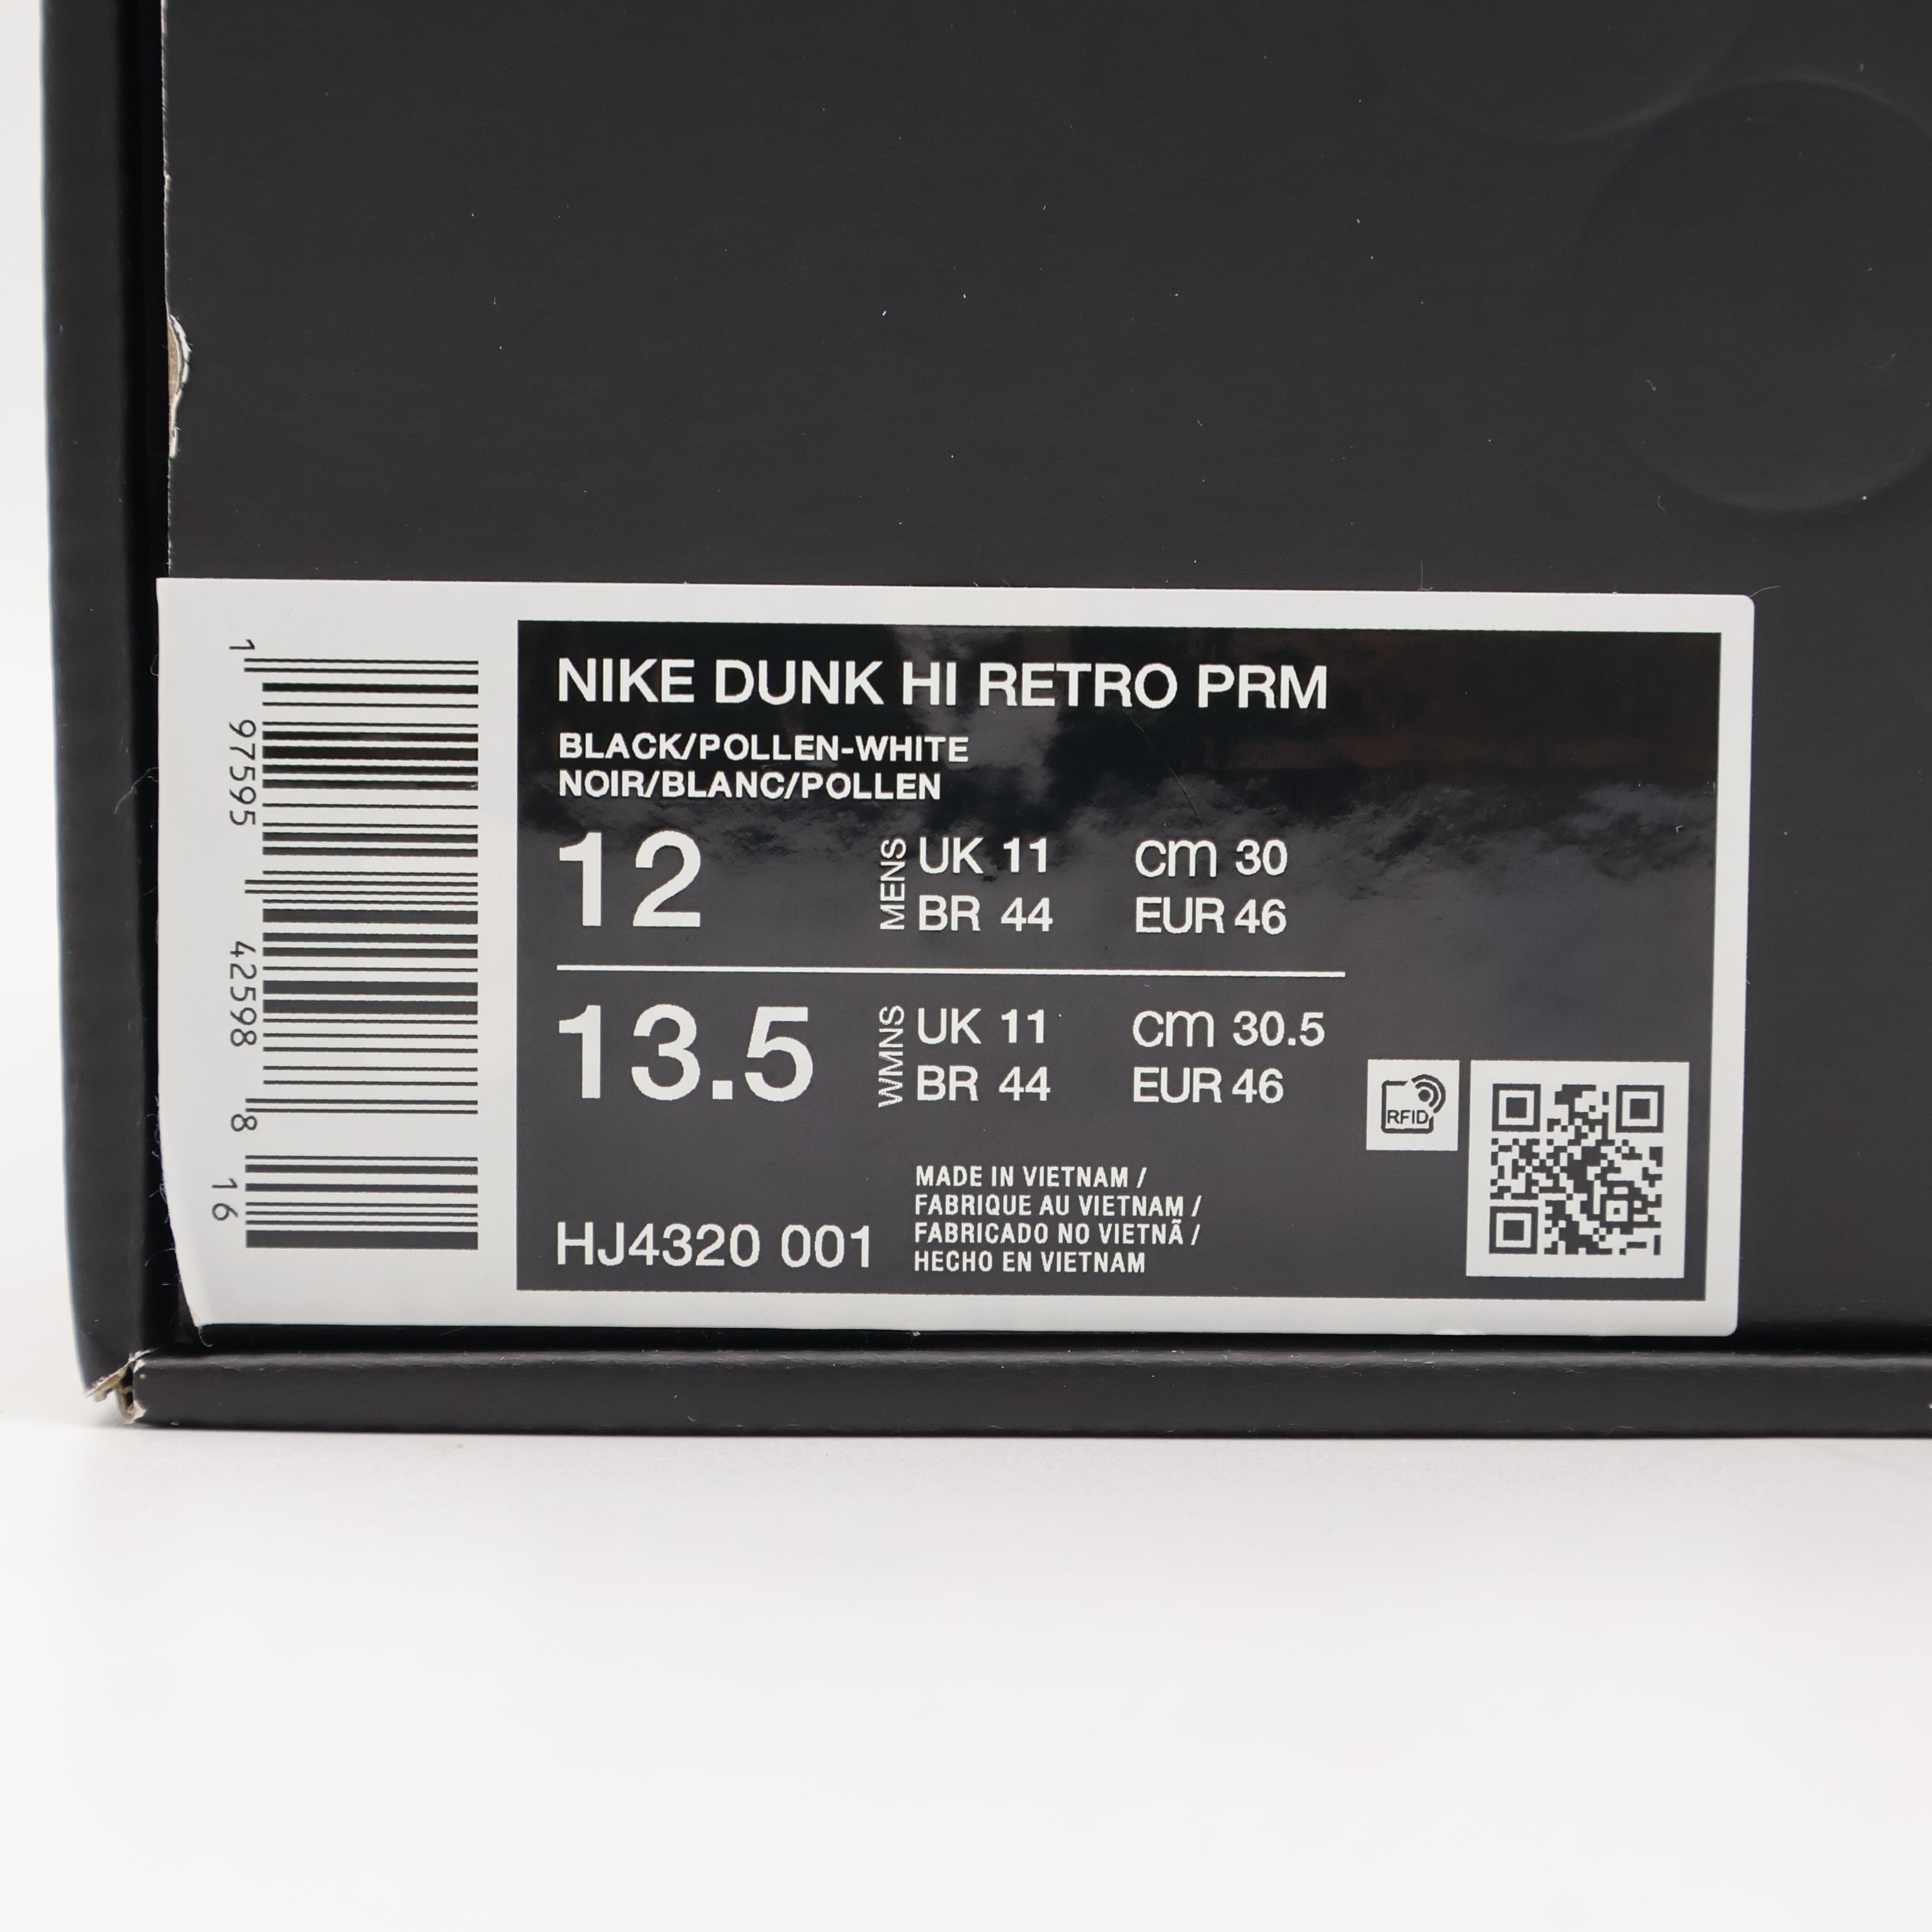 1 97595 42598 8 16
NIKE DUNK HI RETRO PRM
BLACK/POLLEN-WHITE
NOIR/BLANC/POLLEN
12 MENS UK 11 cm 30
BR 44 EUR 46
13.5 WMNS UK 11 cm 30.5
BR 44 EUR 46
RFID
HJ4320 001
MADE IN VIETNAM /
FABRIQUE AU VIETNAM /
FABRICADO NO VIETNÃ /
HECHO EN VIETNAM